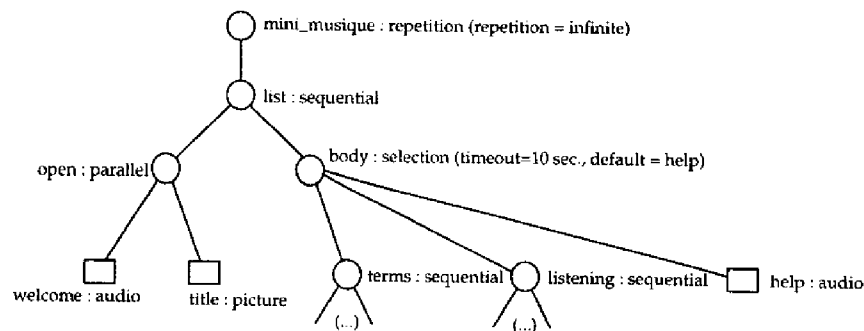 mini_musique : repetition (repetition = infinite)
list : sequential
open : parallel
body : selection (timeout=10 sec., default = help)
welcome : audio
title : picture
terms : sequential
listening : sequential
help : audio
(...)
(...)